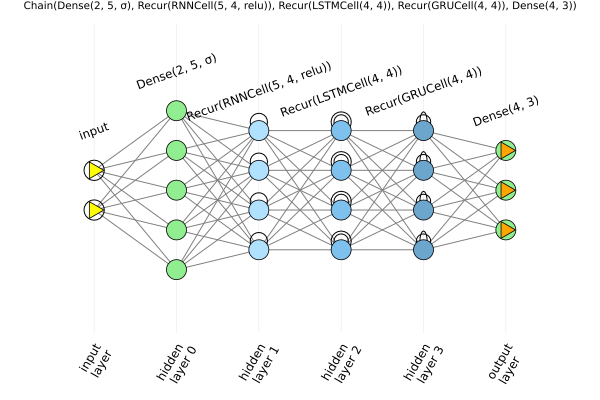 Chain(Dense(2, 5, σ), Recur(RNNCell(5, 4, relu)), Recur(LSTMCell(4, 4)), Recur(GRUCell(4, 4)), Dense(4, 3))
input
Dense(2, 5, σ)
Recur(RNNCell(5, 4, relu))
Recur(LSTMCell(4, 4))
Recur(GRUCell(4, 4))
Dense(4, 3)
input
layer
hidden
layer 0
hidden
layer 1
hidden
layer 2
hidden
layer 3
output
layer